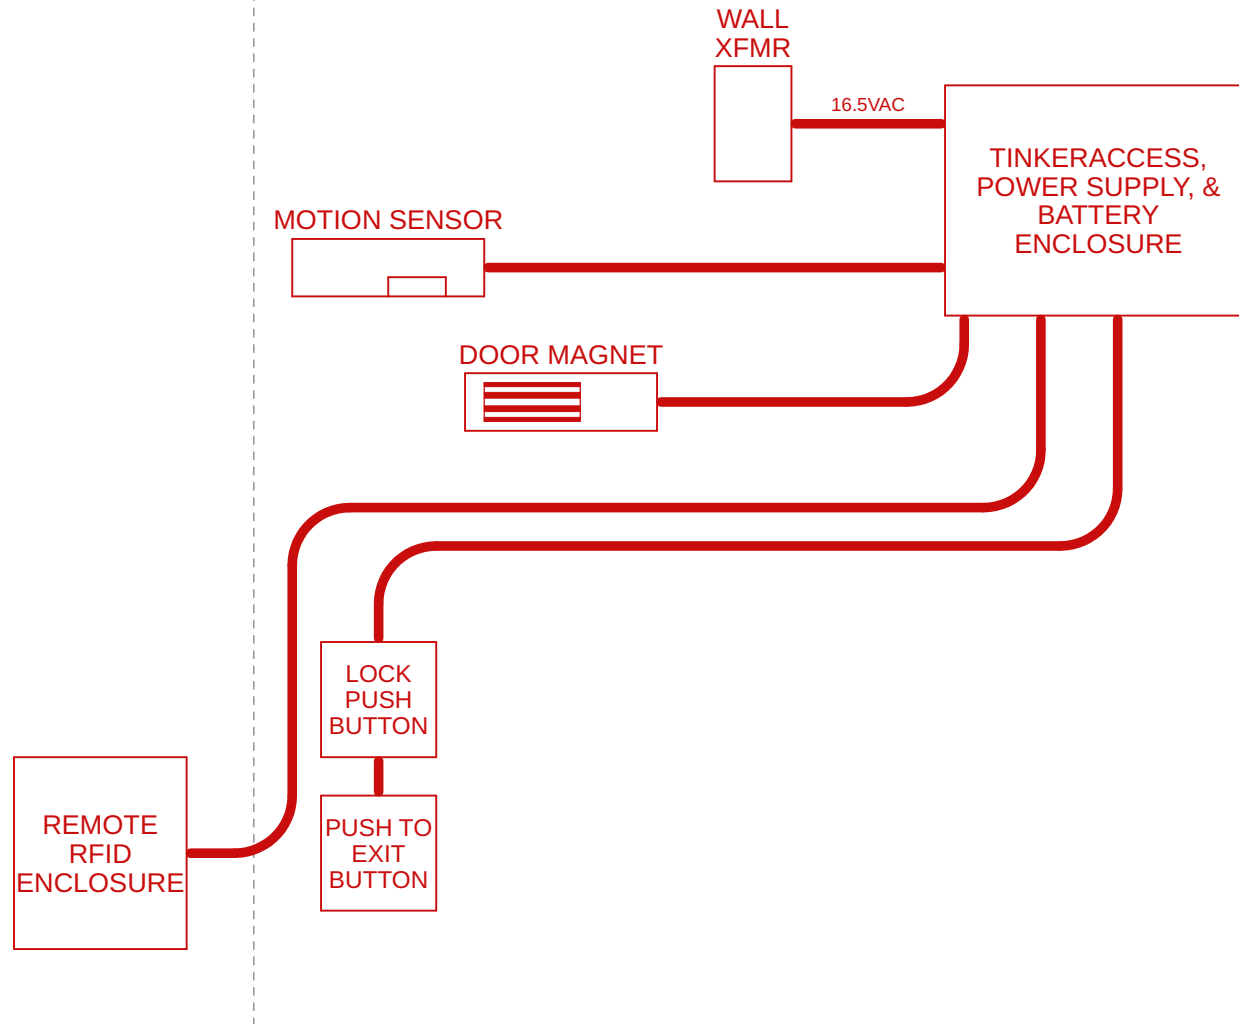 WALL
XFMR
16.5VAC
TINKERACCESS,
POWER SUPPLY, &
BATTERY
ENCLOSURE
MOTION SENSOR
DOOR MAGNET
LOCK
PUSH
BUTTON
REMOTE
RFID
ENCLOSURE
PUSH TO
EXIT
BUTTON